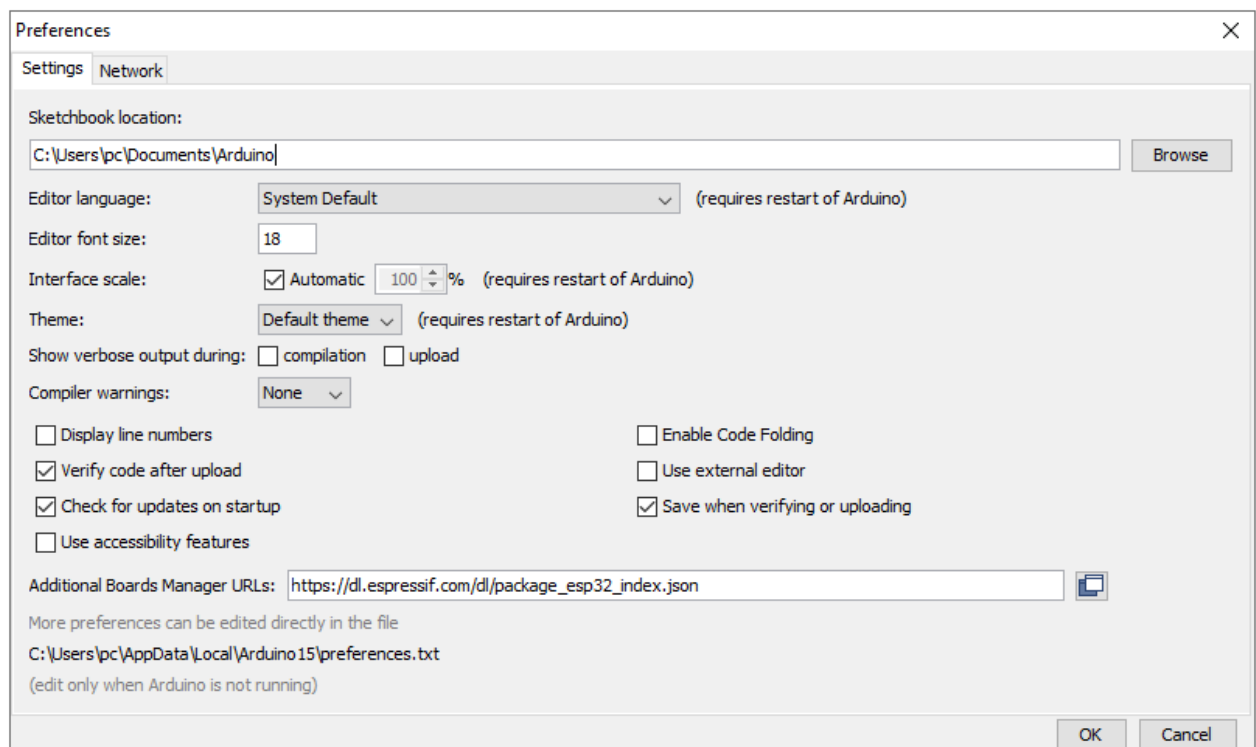 Preferences
Settings Network
Sketchbook location:
C:\Users\pc\Documents\Arduino Browse
Editor language: System Default (requires restart of Arduino)
Editor font size: 18
Interface scale: Automatic 100 % (requires restart of Arduino)
Theme: Default theme (requires restart of Arduino)
Show verbose output during: compilation upload
Compiler warnings: None
Display line numbers Enable Code Folding
Verify code after upload Use external editor
Check for updates on startup Save when verifying or uploading
Use accessibility features
Additional Boards Manager URLs: https://dl.espressif.com/dl/package_esp32_index.json
More preferences can be edited directly in the file
C:\Users\pc\AppData\Local\Arduino15\preferences.txt
(edit only when Arduino is not running)
OK Cancel